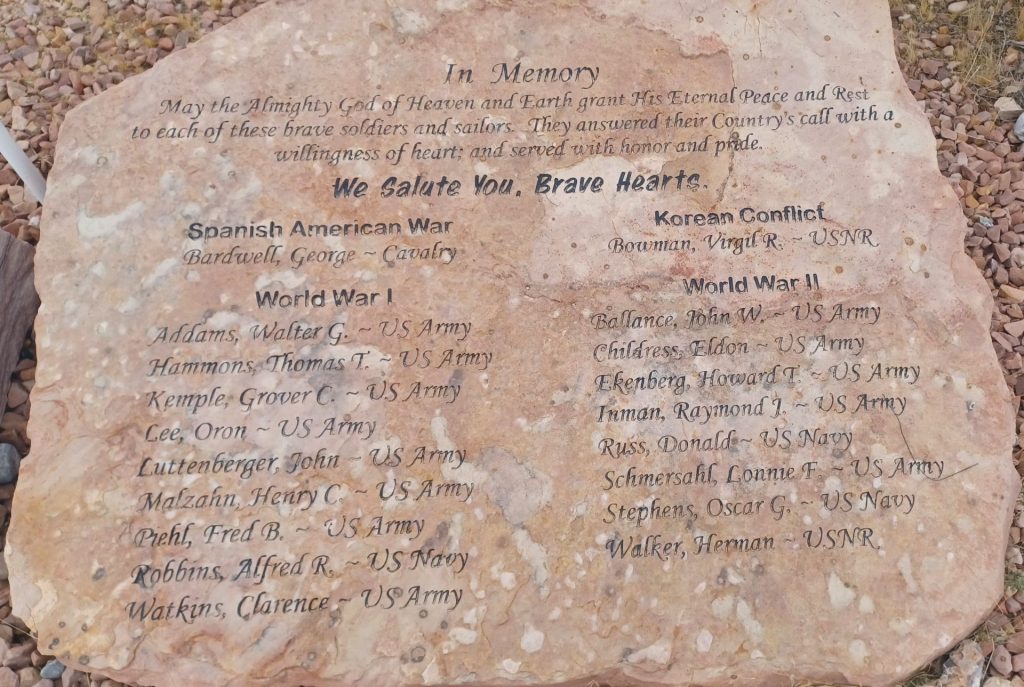 In Memory
May the Almighty God of Heaven and Earth grant His Eternal Peace and Rest
to each of these brave soldiers and sailors. They answered their Country's call with a
willingness of heart; and served with honor and pride.
We Salute You, Brave Hearts.
Spanish American War
Bardwell, George ~ Cavalry
World War I
Addams, Walter G. ~ US Army
Hammons, Thomas T. ~ US Army
Kemple, Grover C. ~ US Army
Lee, Oron ~ US Army
Luttenberger, John ~ US Army
Malzahn, Henry C. ~ US Army
Piehl, Fred B. ~ US Army
Robbins, Alfred R. ~ US Navy
Watkins, Clarence ~ US Army
Korean Conflict
Bowman, Virgil R. ~ USNR
World War II
Ballance, John W. ~ US Army
Childress, Eldon ~ US Army
Ekenberg, Howard T. ~ US Army
Inman, Raymond J. ~ US Army
Russ, Donald ~ US Navy
Schmersahl, Lonnie F. ~ US Army
Stephens, Oscar G. ~ US Navy
Walker, Herman ~ USNR